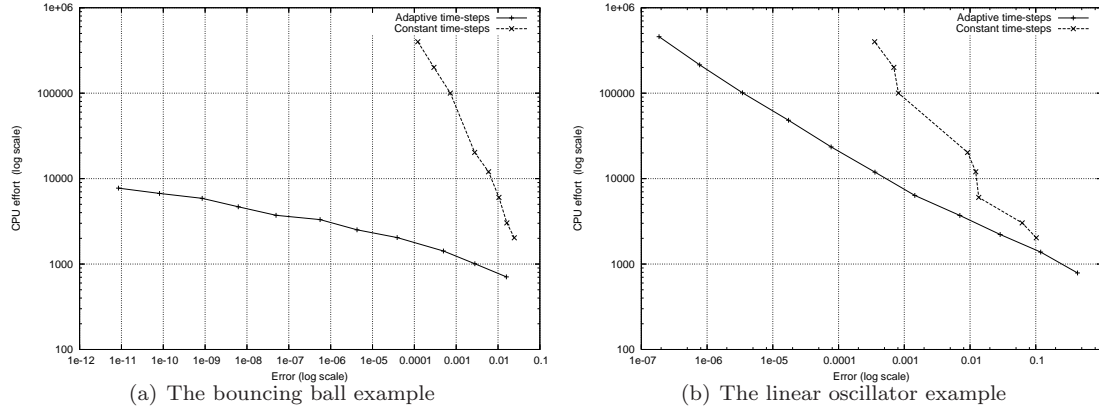 1e+06
100000
10000
1000
100
CPU effort (log scale)
Adaptive time-steps
Constant time-steps
1e-12 1e-11 1e-10 1e-09 1e-08 1e-07 1e-06 1e-05 0.0001 0.001 0.01 0.1
Error (log scale)
(a) The bouncing ball example
1e+06
100000
10000
1000
100
CPU effort (log scale)
Adaptive time-steps
Constant time-steps
1e-07 1e-06 1e-05 0.0001 0.001 0.01 0.1
Error (log scale)
(b) The linear oscillator example